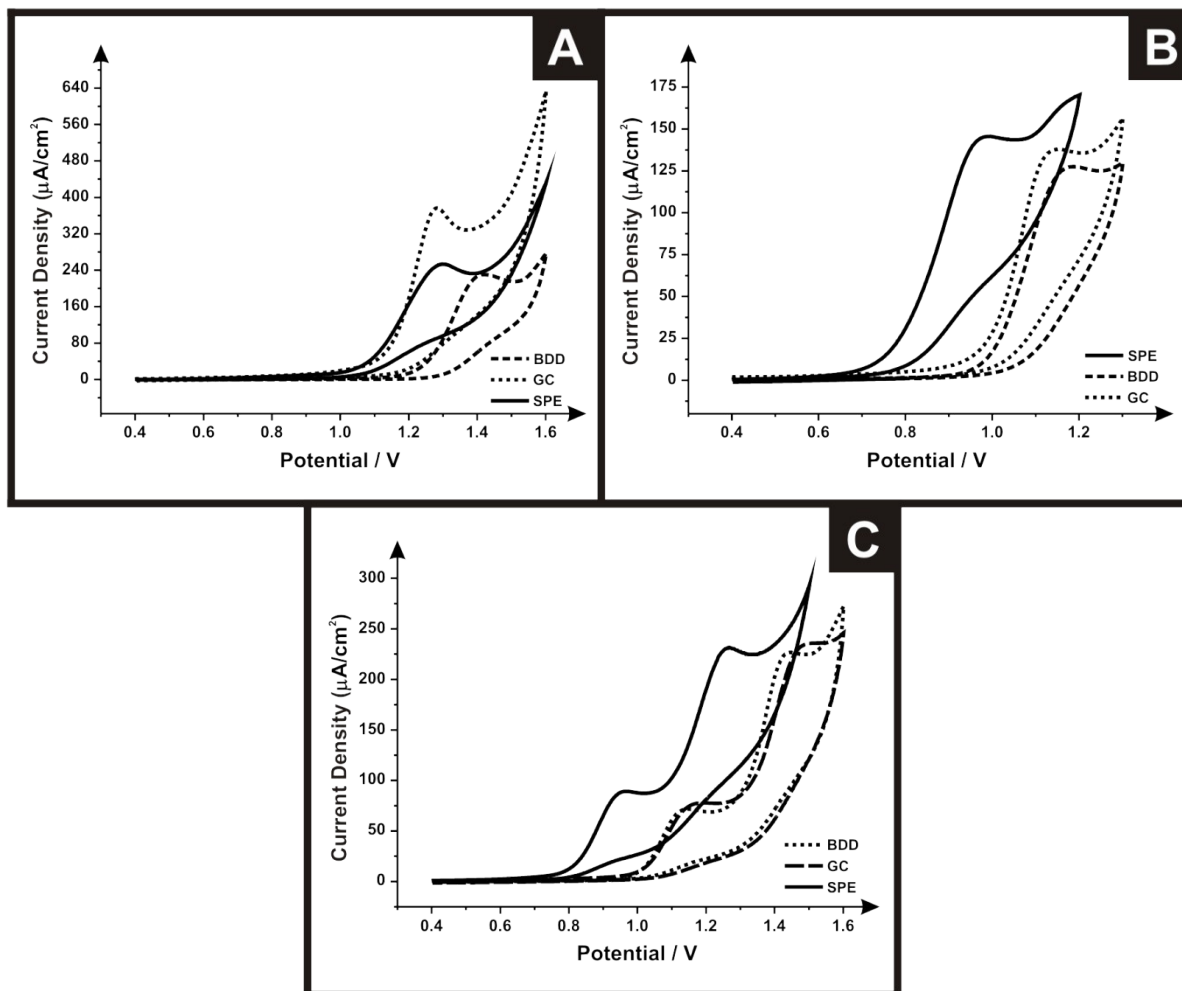 A
Current Density (µA/cm²)
640
560
480
400
320
240
160
80
0
BDD
GC
SPE
0.4 0.6 0.8 1.0 1.2 1.4 1.6
Potential / V
B
Current Density (µA/cm²)
175
150
125
100
75
50
25
0
SPE
BDD
GC
0.4 0.6 0.8 1.0 1.2
Potential / V
C
Current Density (µA/cm²)
300
250
200
150
100
50
0
BDD
GC
SPE
0.4 0.6 0.8 1.0 1.2 1.4 1.6
Potential / V